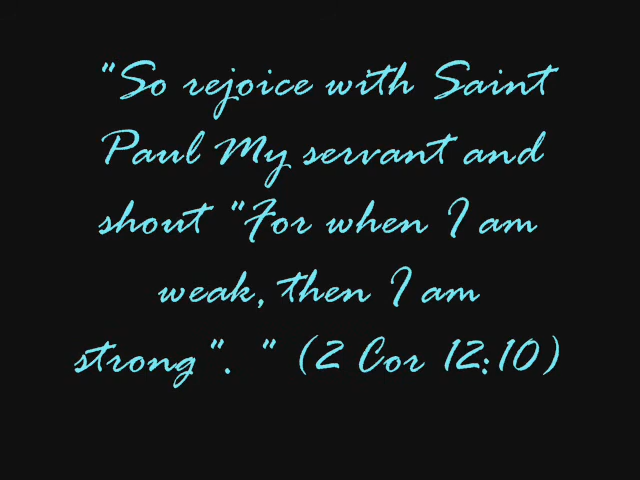 "So rejoice with Saint
Paul My servant and
shout "For when I am
weak, then I am
strong". " (2 Cor 12:10)